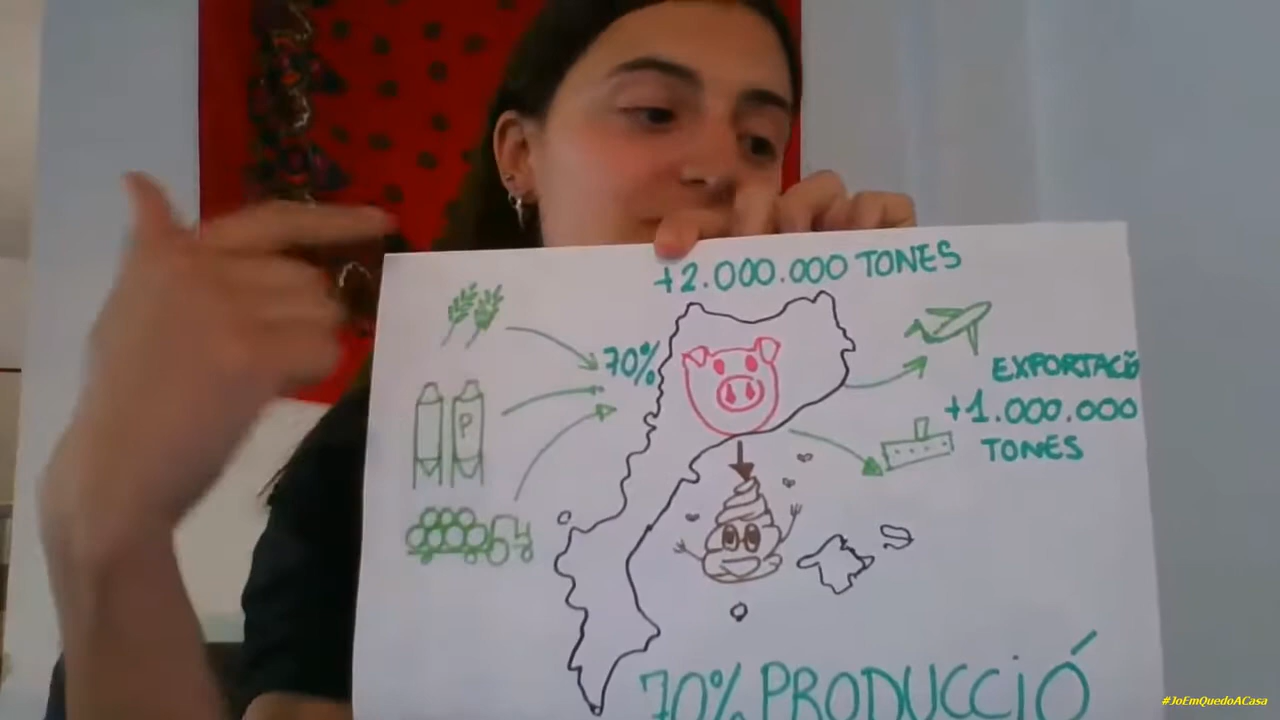 +2.000.000 TONES
70%
P
EXPORTACIÓ
+1.000.000
TONES
70% PRODUCCIÓ
#JoEmQuedoACasa